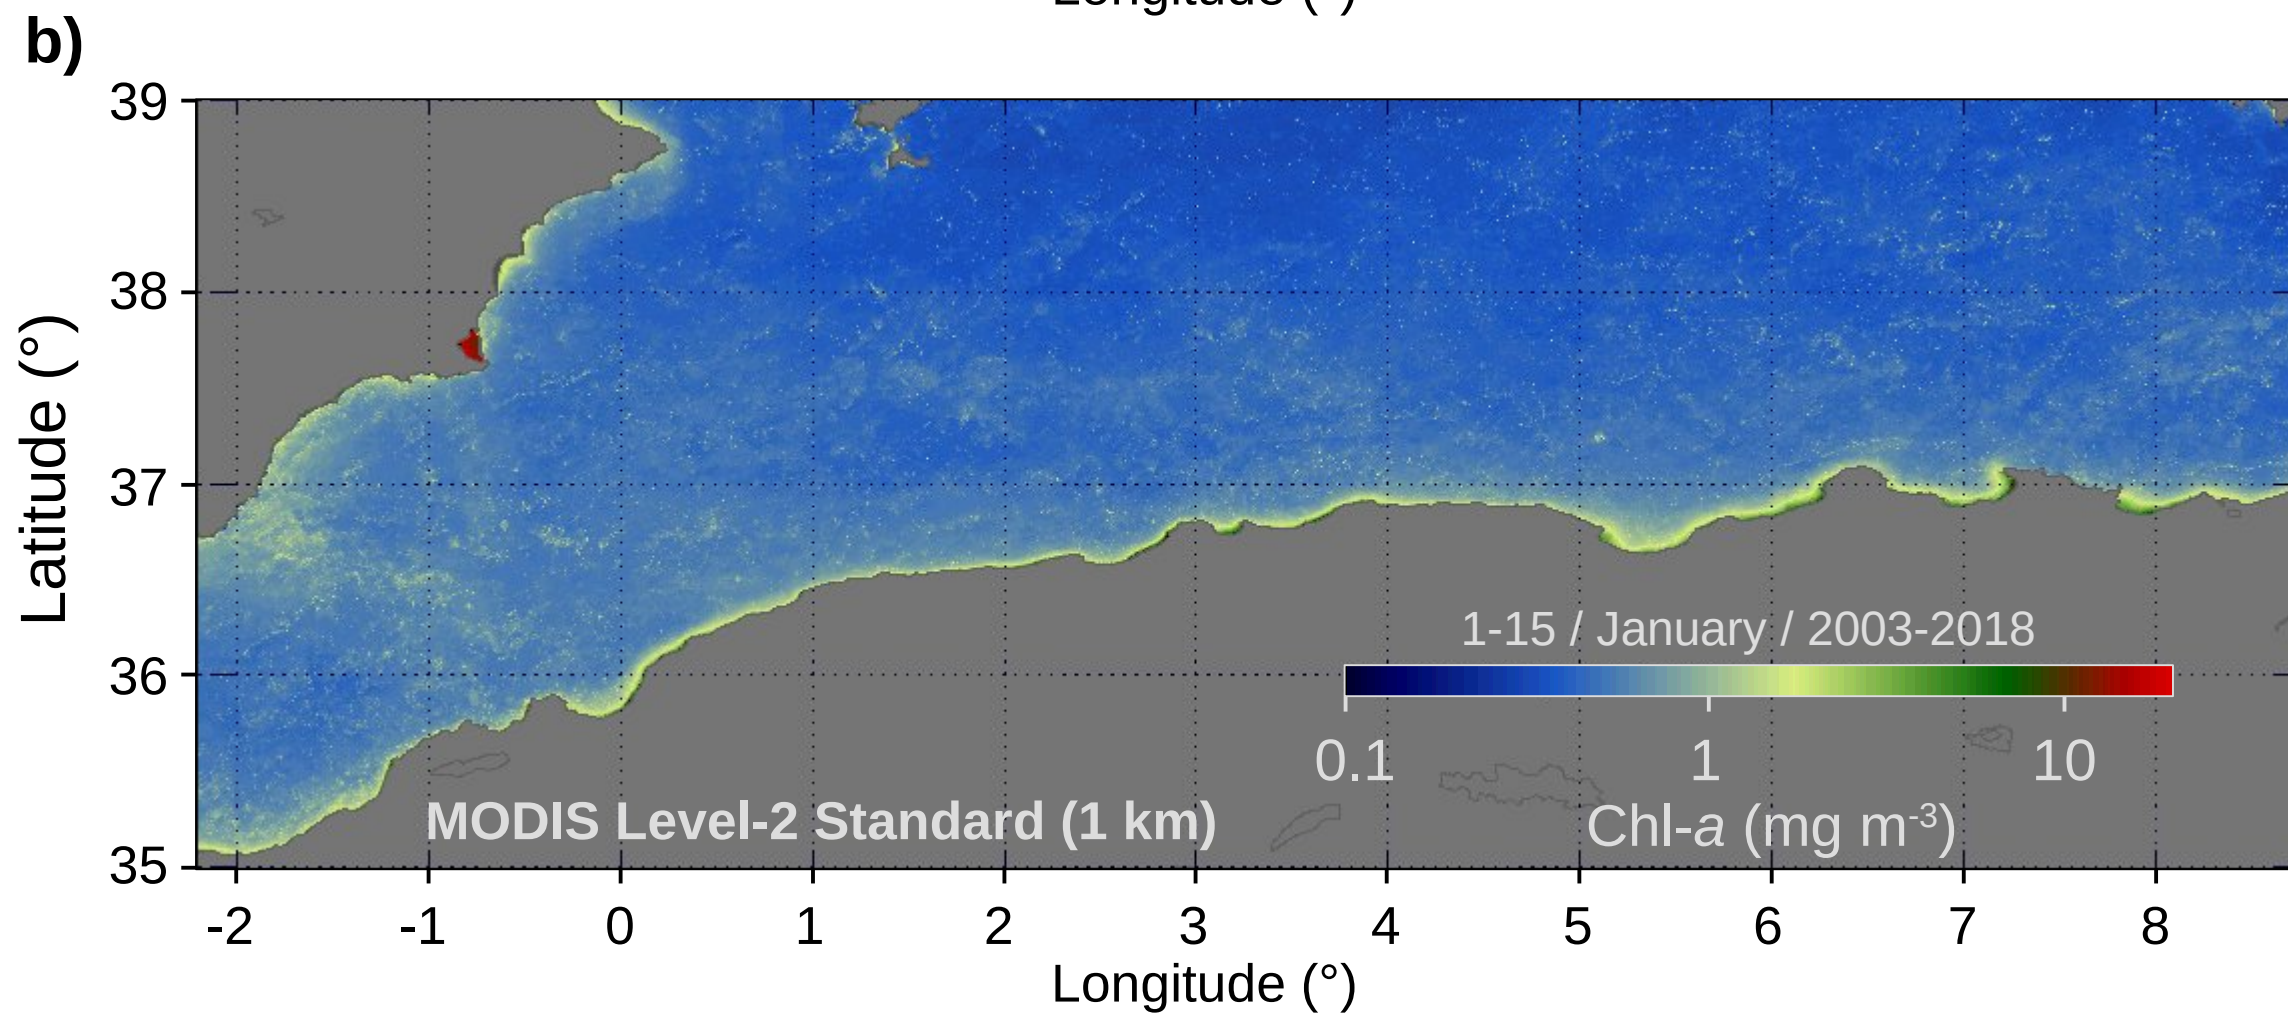 Longitude (°)
b)
39
38
37
36
35
Latitude (°)
1-15 / January / 2003-2018
0.1 1 10
MODIS Level-2 Standard (1 km)
Chl-a (mg m-3)
-2 -1 0 1 2 3 4 5 6 7 8
Longitude (°)